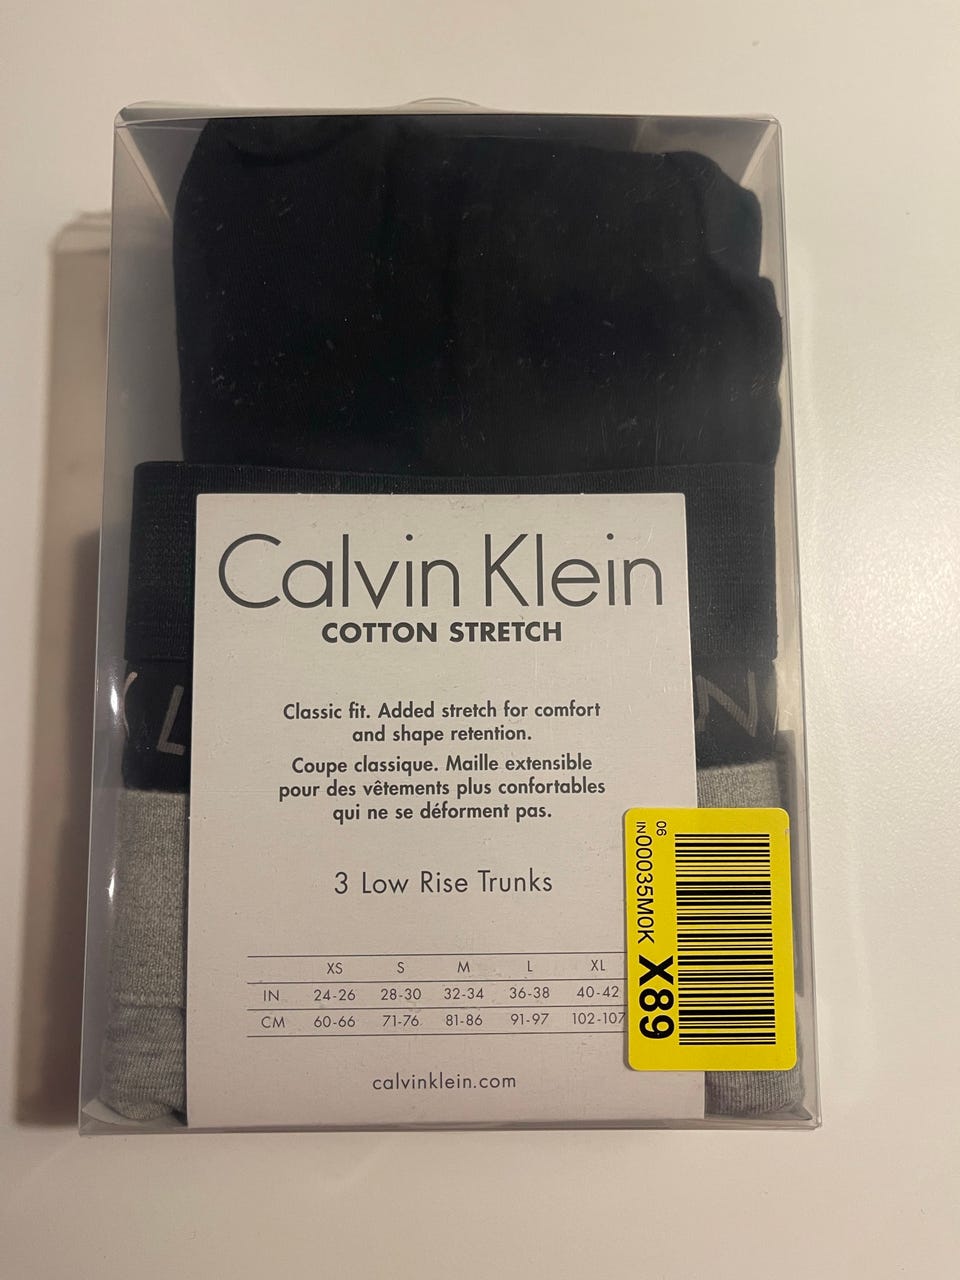 Calvin Klein
COTTON STRETCH
KL
N
Classic fit. Added stretch for comfort
and shape retention.
Coupe classique. Maille extensible
pour des vêtements plus confortables
qui ne se déforment pas.
3 Low Rise Trunks
XS S M L XL
IN 24-26 28-30 32-34 36-38 40-42
CM 60-66 71-76 81-86 91-97 102-107
calvinklein.com
06
IN00035M0K
X89